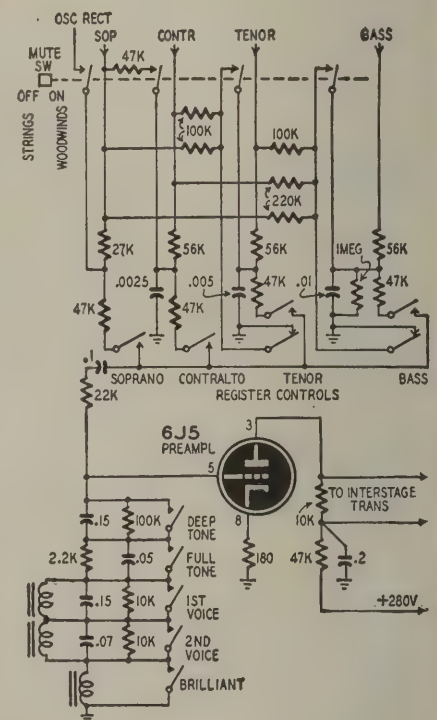 OSC RECT
SOP
CONTR
TENOR
BASS
47K
MUTE
SW
OFF ON
STRINGS
WOODWINDS
100K
100K
220K
27K
56K
56K
1MEG
56K
.0025
.005
47K
.01
47K
47K
47K
.1
SOPRANO
CONTRALTO
TENOR
BASS
REGISTER CONTROLS
22K
6J5
PREAMPL
3
5
8
TO INTERSTAGE
TRANS
10K
180
47K
.2
+280V
.15
100K
DEEP
TONE
2.2K
.05
FULL
TONE
.15
10K
1ST
VOICE
.07
10K
2ND
VOICE
BRILLIANT